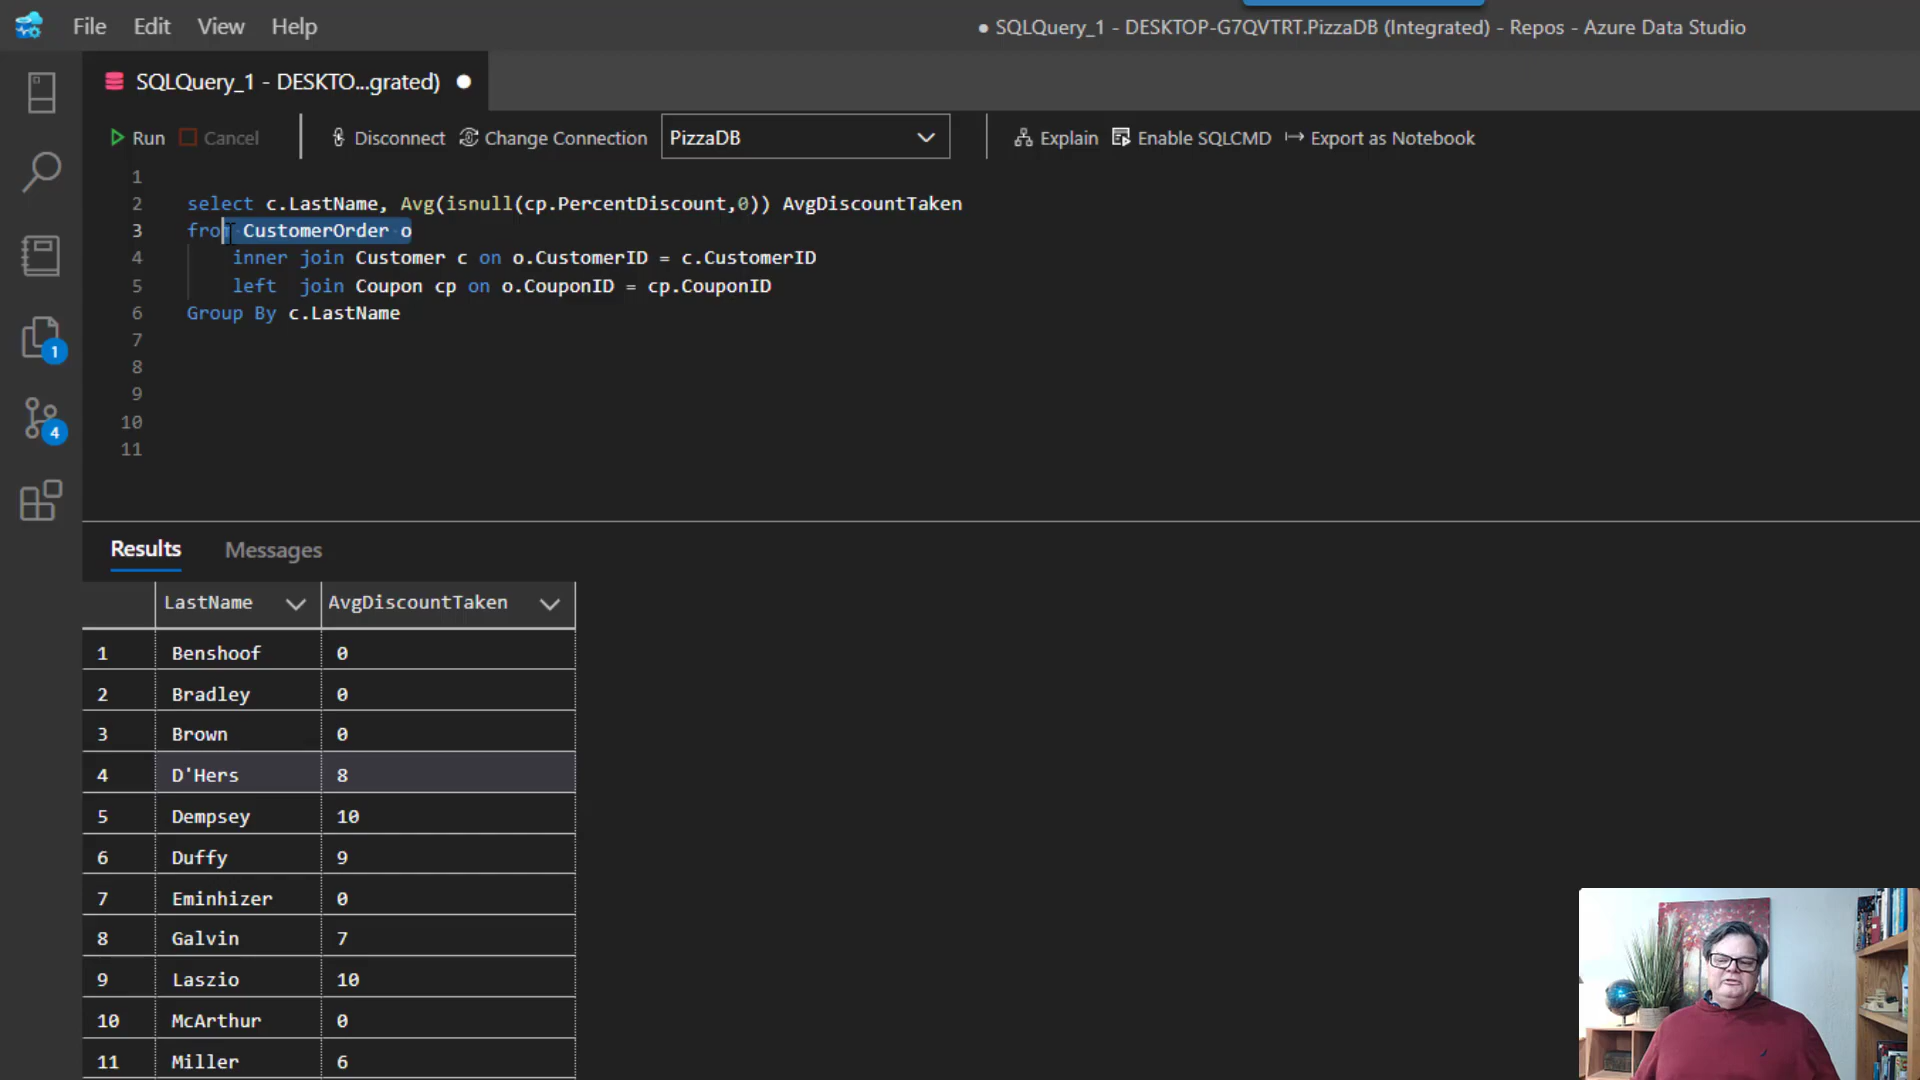 File Edit View Help
● SQLQuery_1 - DESKTOP-G7QVTRT.PizzaDB (Integrated) - Repos - Azure Data Studio
SQLQuery_1 - DESKTO...grated)
Run Cancel Disconnect Change Connection PizzaDB Explain Enable SQLCMD Export as Notebook
1
2 select c.LastName, Avg(isnull(cp.PercentDiscount,0)) AvgDiscountTaken
3 from CustomerOrder o
4 inner join Customer c on o.CustomerID = c.CustomerID
5 left join Coupon cp on o.CouponID = cp.CouponID
6 Group By c.LastName
7
8
9
10
11
1
4
Results Messages
LastName AvgDiscountTaken
1 Benshoof 0
2 Bradley 0
3 Brown 0
4 D'Hers 8
5 Dempsey 10
6 Duffy 9
7 Eminhizer 0
8 Galvin 7
9 Laszio 10
10 McArthur 0
11 Miller 6